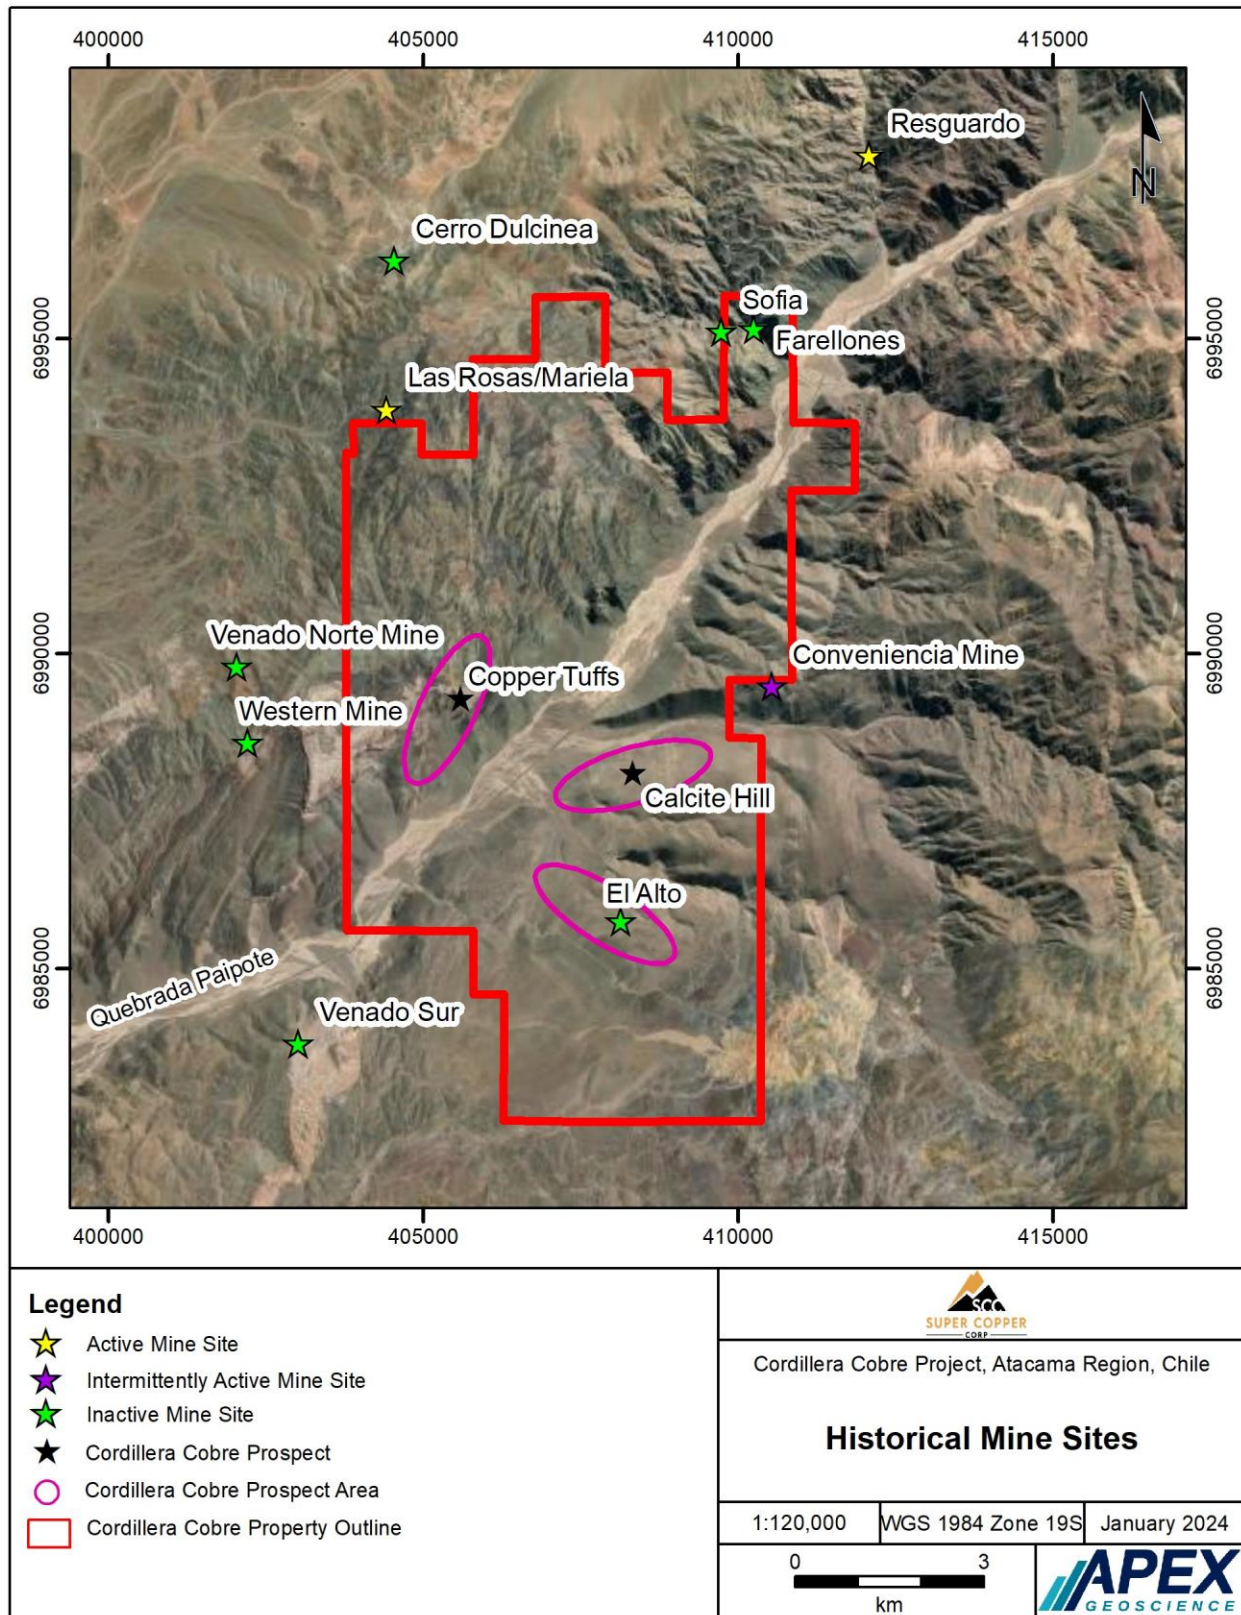 400000 405000 410000 415000
Resguardo
N
Cerro Dulcinea
Sofia
6995000 Farellones 6995000
Las Rosas/Mariela
Venado Norte Mine
6990000 Conveniencia Mine 6990000
Copper Tuffs
Western Mine
Calcite Hill
El Alto
6985000 Quebrada Paipote 6985000
Venado Sur
400000 405000 410000 415000
Legend
Active Mine Site
Intermittently Active Mine Site
Inactive Mine Site
Cordillera Cobre Prospect
Cordillera Cobre Prospect Area
Cordillera Cobre Property Outline
SCC
SUPER COPPER
CORP
Cordillera Cobre Project, Atacama Region, Chile
Historical Mine Sites
1:120,000 WGS 1984 Zone 19S January 2024
0 3
km
APEX
GEOSCIENCE